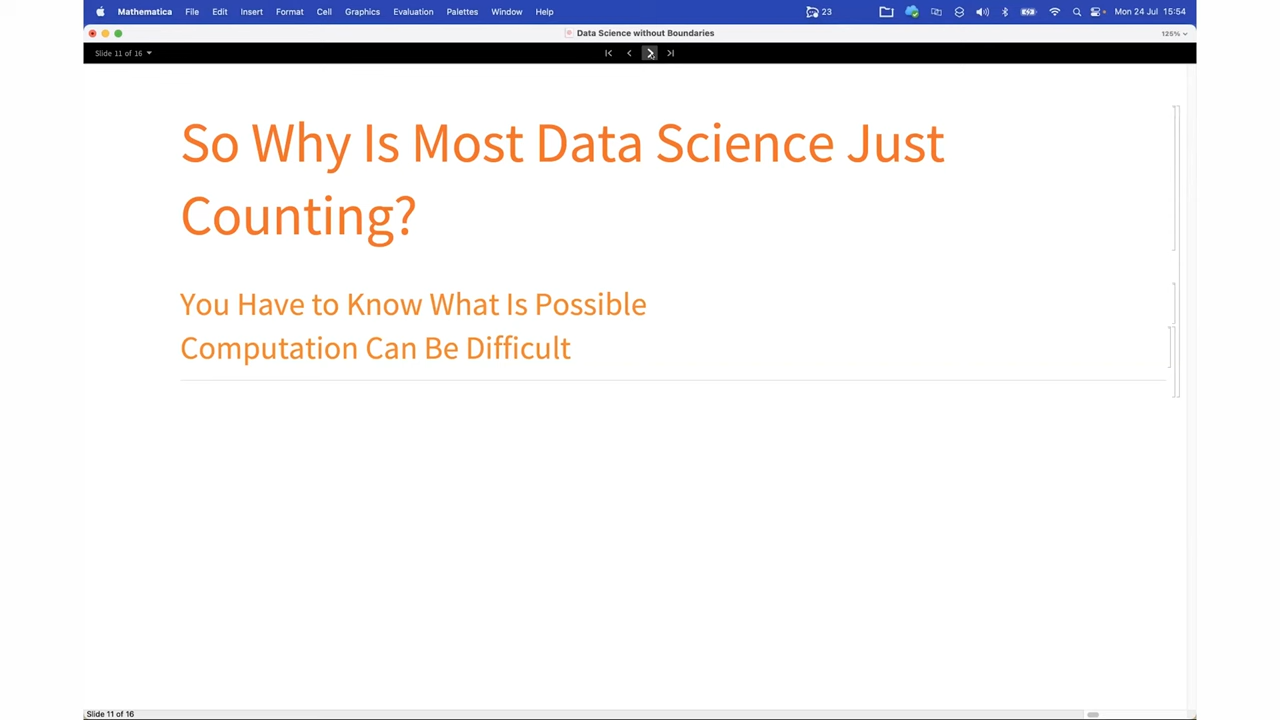 Mathematica File Edit Insert Format Cell Graphics Evaluation Palettes Window Help 23 Mon 24 Jul 15:54
Data Science without Boundaries 125%
Slide 11 of 16
So Why Is Most Data Science Just
Counting?
You Have to Know What Is Possible
Computation Can Be Difficult
Slide 11 of 16